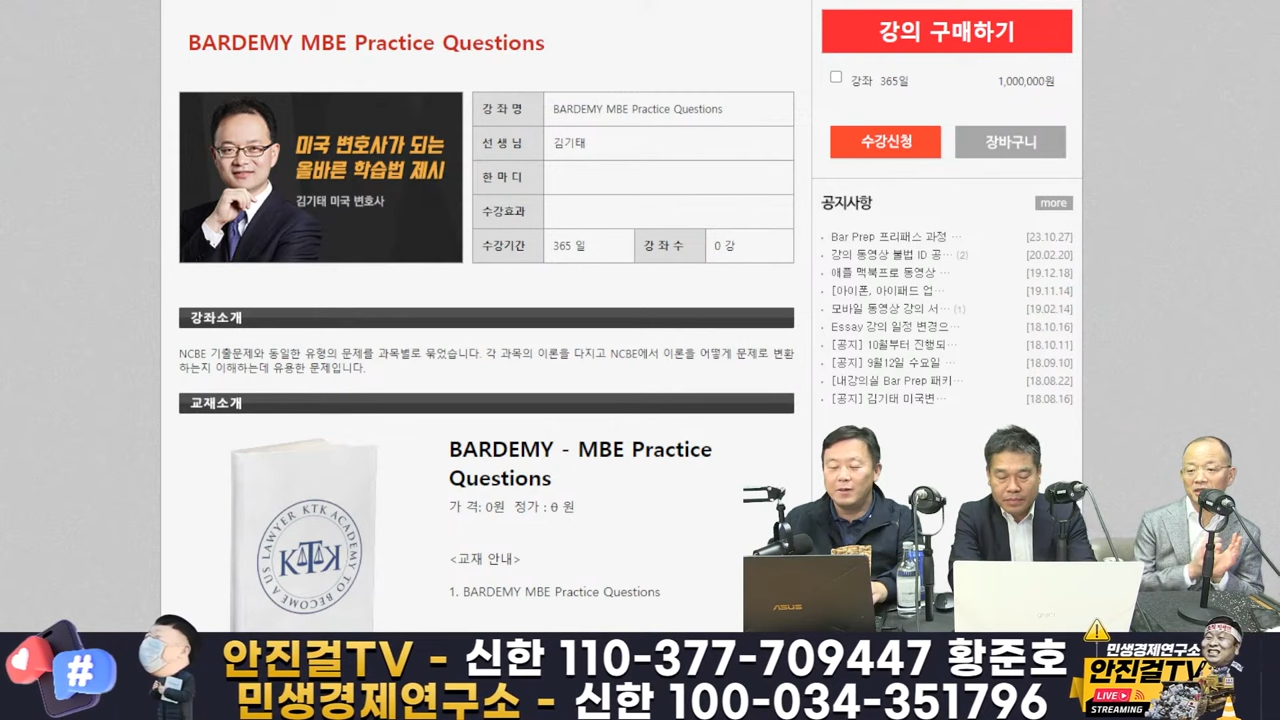 BARDEMY MBE Practice Questions
미국 변호사가 되는
올바른 학습법 제시
김기태 미국 변호사
강 좌 명 BARDEMY MBE Practice Questions
선 생 님 김기태
한 마 디
수강효과
수강기간 365 일 강 좌 수 0 강
강좌소개
NCBE 기출문제와 동일한 유형의 문제를 과목별로 묶었습니다. 각 과목의 이론을 다지고 NCBE에서 이론을 어떻게 문제로 변환
하는지 이해하는데 유용한 문제입니다.
교재소개
BARDEMY - MBE Practice
Questions
가 격: 0원 정가 : 0 원
<교재 안내>
1. BARDEMY MBE Practice Questions
KTK ACADEMY TO BECOME A US LAWYER
KTK
강의 구매하기
강좌 365일 1,000,000원
수강신청 장바구니
공지사항 more
Bar Prep 프리패스 과정 … [23.10.27]
강의 동영상 불법 ID 공… (2) [20.02.20]
애플 맥북프로 동영상 … [19.12.18]
[아이폰, 아이패드 업… [19.11.14]
모바일 동영상 강의 서… (1) [19.02.14]
Essay 강의 일정 변경으… [18.10.16]
[공지] 10월부터 진행되… [18.10.11]
[공지] 9월12일 수요일 … [18.09.10]
[내강의실 Bar Prep 패키… [18.08.22]
[공지] 김기태 미국변… [18.08.16]
ASUS
#
안진걸TV - 신한 110-377-709447 황준호
민생경제연구소 - 신한 100-034-351796
민생경제연구소
안진걸TV
LIVE
STREAMING